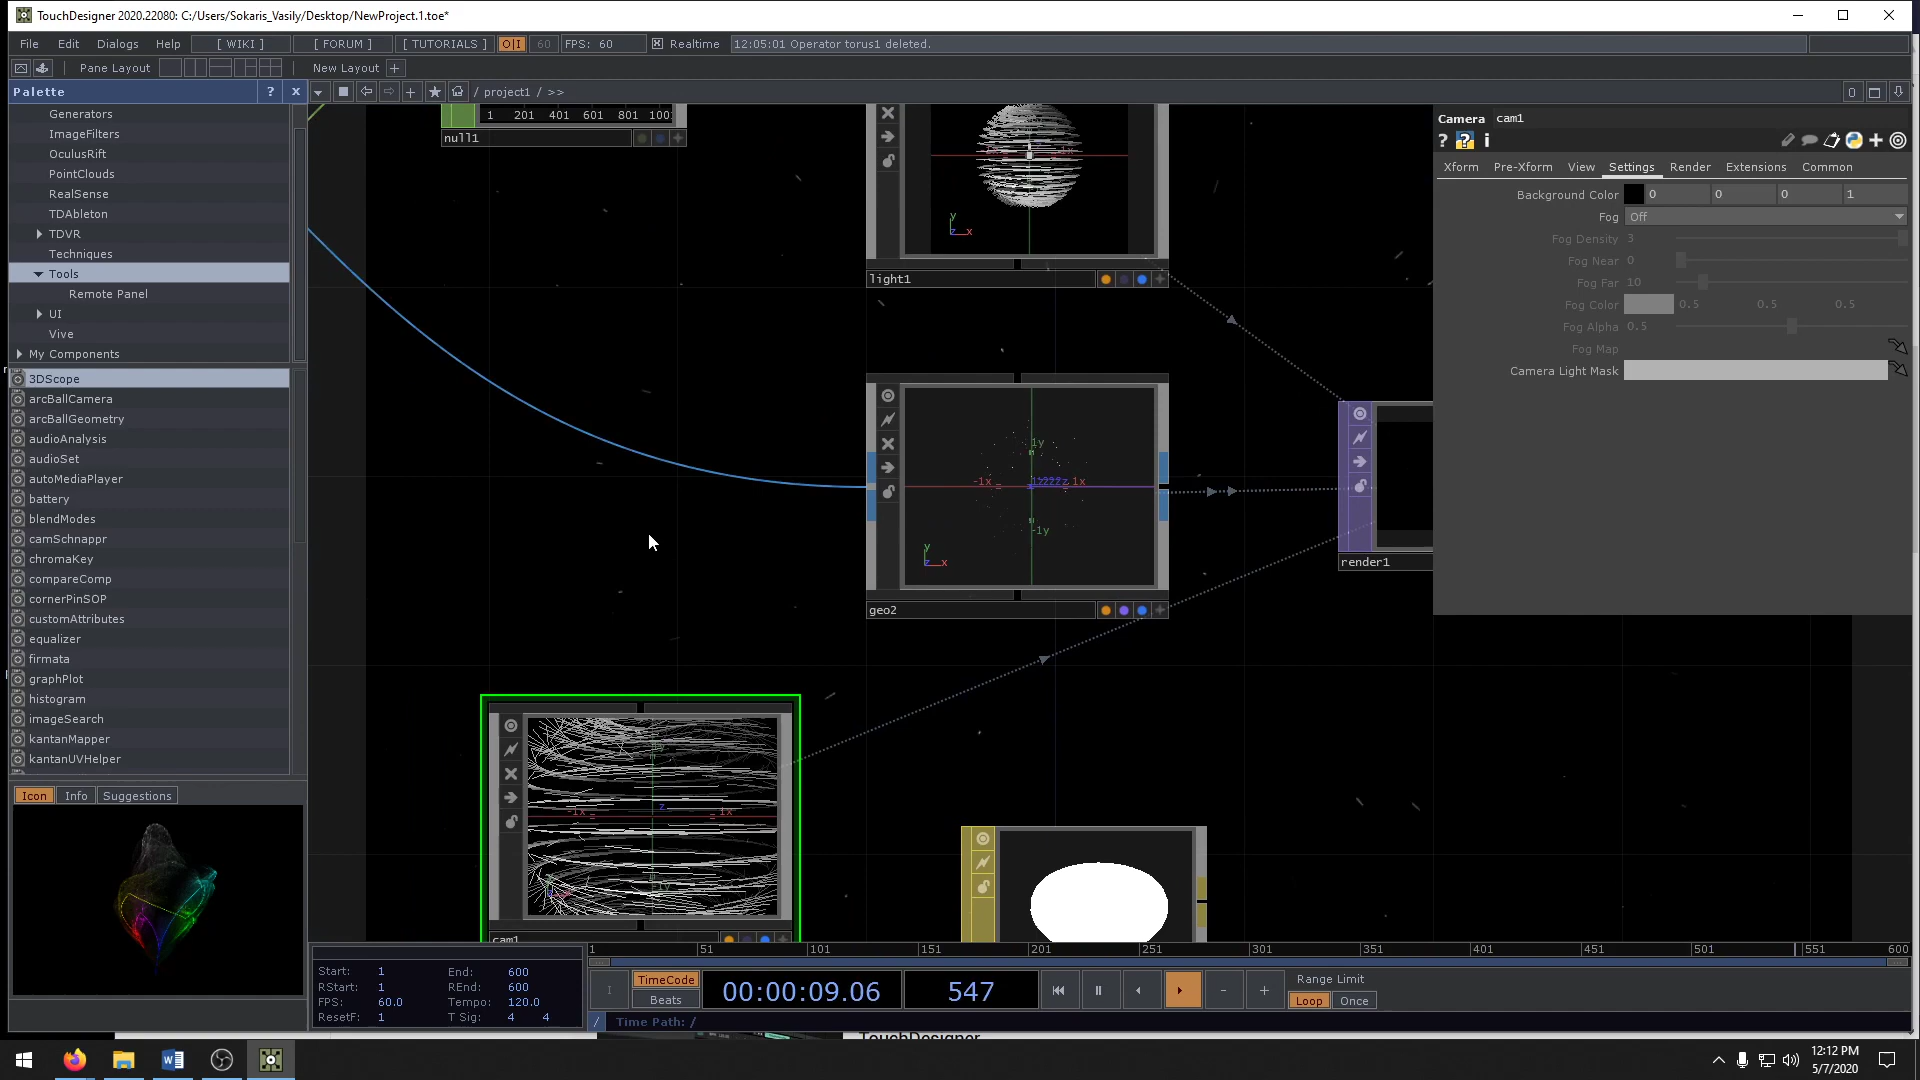 TouchDesigner 2020.22080: C:/Users/Sokaris_Vasily/Desktop/NewProject.1.toe*
File Edit Dialogs Help [ WIKI ] [ FORUM ] [ TUTORIALS ] O|I 60 FPS: 60 Realtime 12:05:01 Operator torus1 deleted.
Pane Layout New Layout +
Palette ? x / project1 / >> 0
Generators
ImageFilters
OculusRift
PointClouds
RealSense
TDAbleton
TDVR
Techniques
Tools
Remote Panel
UI
Vive
My Components
3DScope
arcBallCamera
arcBallGeometry
audioAnalysis
audioSet
autoMediaPlayer
battery
blendModes
camSchnappr
chromaKey
compareComp
cornerPinSOP
customAttributes
equalizer
firmata
graphPlot
histogram
imageSearch
kantanMapper
kantanUVHelper
Icon Info Suggestions
1 201 401 601 801 100
null1
y
z x
light1
1y
-1x 1x
-1y
y
z x
geo2
render1
z
-1x 1x
cam1
Camera cam1
? ? i
Xform Pre-Xform View Settings Render Extensions Common
Background Color 0 0 0 1
Fog Off
Fog Density 3
Fog Near 0
Fog Far 10
Fog Color 0.5 0.5 0.5
Fog Alpha 0.5
Fog Map
Camera Light Mask
1 51 101 151 201 251 301 351 401 451 501 551 600
Start: 1 End: 600
RStart: 1 REnd: 600
FPS: 60.0 Tempo: 120.0
ResetF: 1 T Sig: 4 4
TimeCode
Beats
00:00:09.06 547
Range Limit
Loop Once
/ Time Path: /
TouchDesigner
12:12 PM
5/7/2020